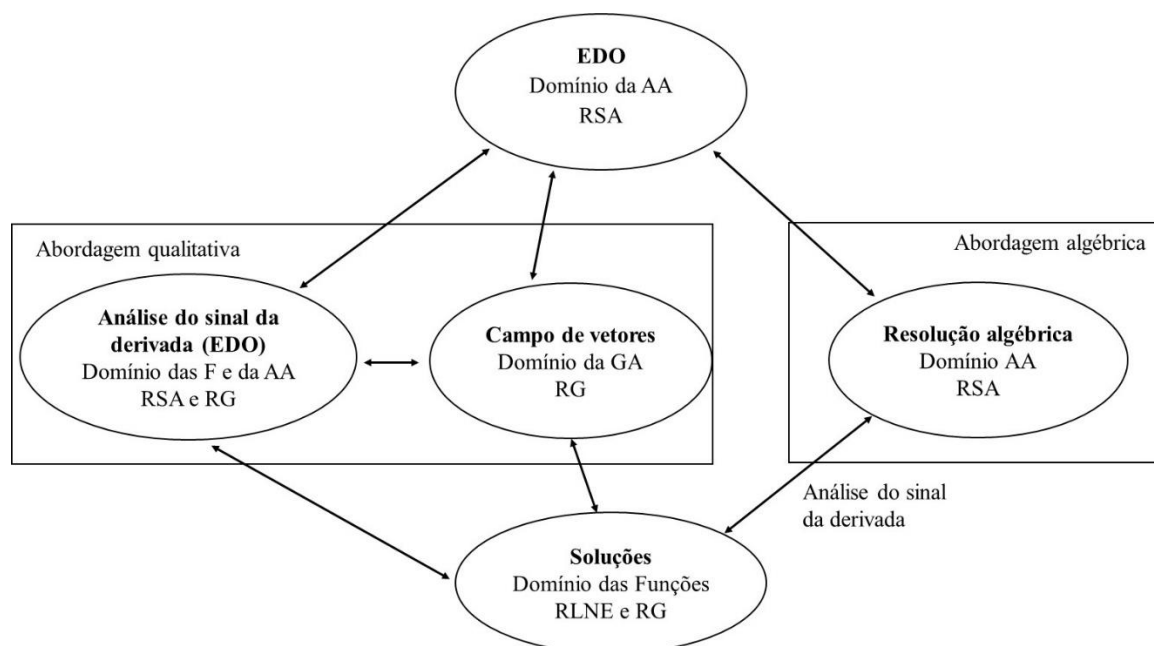 EDO
Domínio da AA
RSA
Abordagem qualitativa
Abordagem algébrica
Análise do sinal da
derivada (EDO)
Domínio das F e da AA
RSA e RG
Campo de vetores
Domínio da GA
RG
Resolução algébrica
Domínio AA
RSA
Análise do sinal
da derivada
Soluções
Domínio das Funções
RLNE e RG